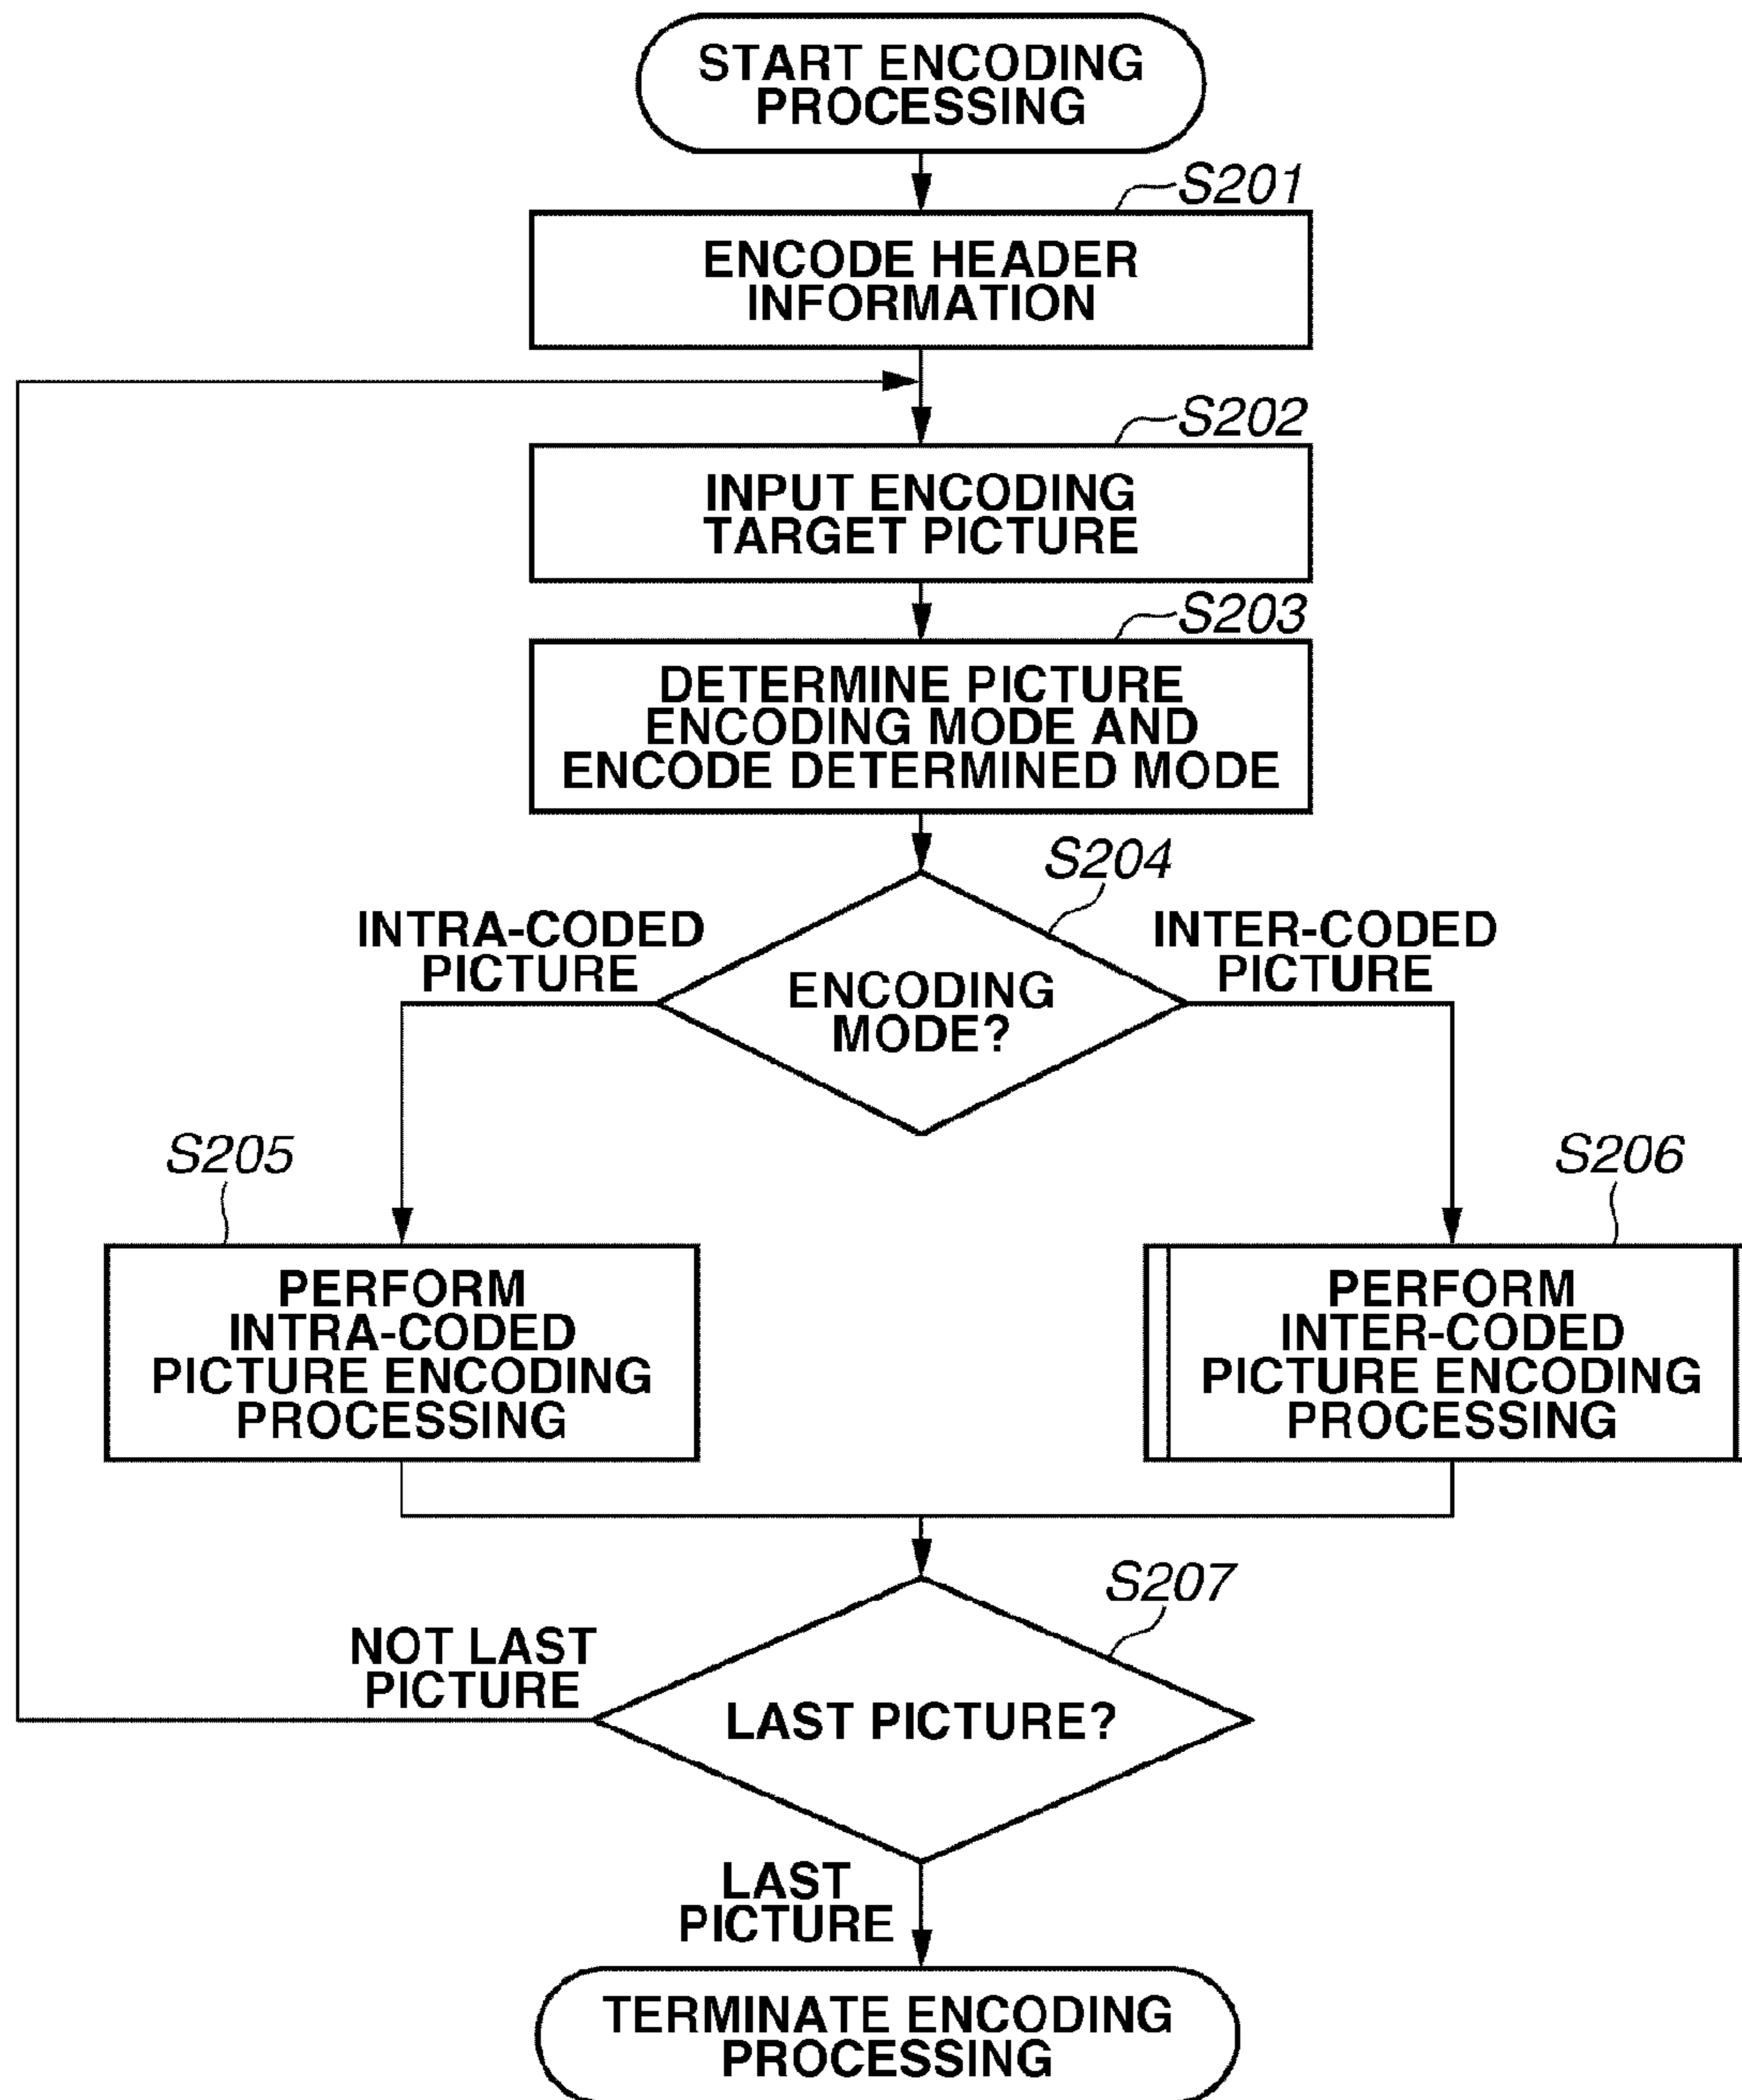 START ENCODING
PROCESSING
S201
ENCODE HEADER
INFORMATION
S202
INPUT ENCODING
TARGET PICTURE
S203
DETERMINE PICTURE
ENCODING MODE AND
ENCODE DETERMINED MODE
S204
INTRA-CODED
PICTURE
INTER-CODED
PICTURE
ENCODING
MODE?
S205
S206
PERFORM
INTRA-CODED
PICTURE ENCODING
PROCESSING
PERFORM
INTER-CODED
PICTURE ENCODING
PROCESSING
S207
NOT LAST
PICTURE
LAST PICTURE?
LAST
PICTURE
TERMINATE ENCODING
PROCESSING